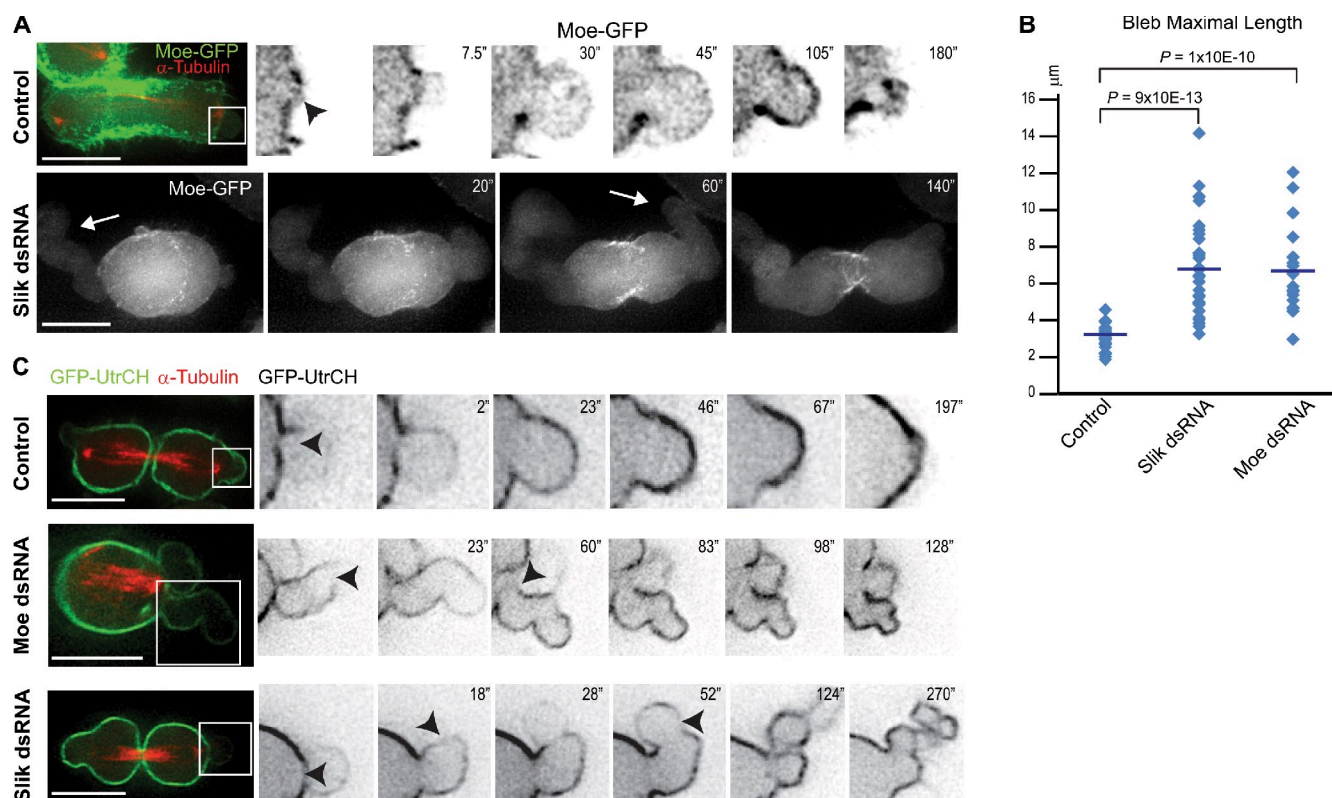 A
Moe-GFP
Control
Moe-GFP
α-Tubulin
7.5”
30”
45”
105”
180”
Slik dsRNA
Moe-GFP
20”
60”
140”
B
Bleb Maximal Length
µm
P = 1x10E-10
P = 9x10E-13
16
14
12
10
8
6
4
2
0
Control
Slik dsRNA
Moe dsRNA
C
GFP-UtrCH α-Tubulin GFP-UtrCH
Control
2”
23”
46”
67”
197”
Moe dsRNA
23”
60”
83”
98”
128”
Slik dsRNA
18”
28”
52”
124”
270”